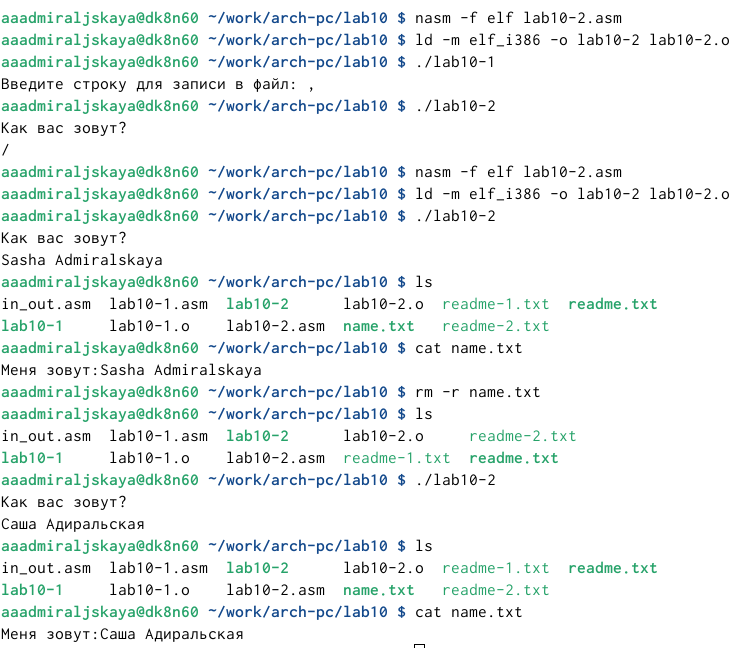 aaadmiraljskaya@dk8n60 ~/work/arch-pc/lab10 $ nasm -f elf lab10-2.asm
aaadmiraljskaya@dk8n60 ~/work/arch-pc/lab10 $ ld -m elf_i386 -o lab10-2 lab10-2.o
aaadmiraljskaya@dk8n60 ~/work/arch-pc/lab10 $ ./lab10-1
Введите строку для записи в файл: ,
aaadmiraljskaya@dk8n60 ~/work/arch-pc/lab10 $ ./lab10-2
Как вас зовут?
/
aaadmiraljskaya@dk8n60 ~/work/arch-pc/lab10 $ nasm -f elf lab10-2.asm
aaadmiraljskaya@dk8n60 ~/work/arch-pc/lab10 $ ld -m elf_i386 -o lab10-2 lab10-2.o
aaadmiraljskaya@dk8n60 ~/work/arch-pc/lab10 $ ./lab10-2
Как вас зовут?
Sasha Admiralskaya
aaadmiraljskaya@dk8n60 ~/work/arch-pc/lab10 $ ls
in_out.asm  lab10-1.asm  lab10-2      lab10-2.o  readme-1.txt  readme.txt
lab10-1     lab10-1.o    lab10-2.asm  name.txt   readme-2.txt
aaadmiraljskaya@dk8n60 ~/work/arch-pc/lab10 $ cat name.txt
Меня зовут:Sasha Admiralskaya
aaadmiraljskaya@dk8n60 ~/work/arch-pc/lab10 $ rm -r name.txt
aaadmiraljskaya@dk8n60 ~/work/arch-pc/lab10 $ ls
in_out.asm  lab10-1.asm  lab10-2      lab10-2.o     readme-2.txt
lab10-1     lab10-1.o    lab10-2.asm  readme-1.txt  readme.txt
aaadmiraljskaya@dk8n60 ~/work/arch-pc/lab10 $ ./lab10-2
Как вас зовут?
Саша Адиральская
aaadmiraljskaya@dk8n60 ~/work/arch-pc/lab10 $ ls
in_out.asm  lab10-1.asm  lab10-2      lab10-2.o  readme-1.txt  readme.txt
lab10-1     lab10-1.o    lab10-2.asm  name.txt   readme-2.txt
aaadmiraljskaya@dk8n60 ~/work/arch-pc/lab10 $ cat name.txt
Меня зовут:Саша Адиральская